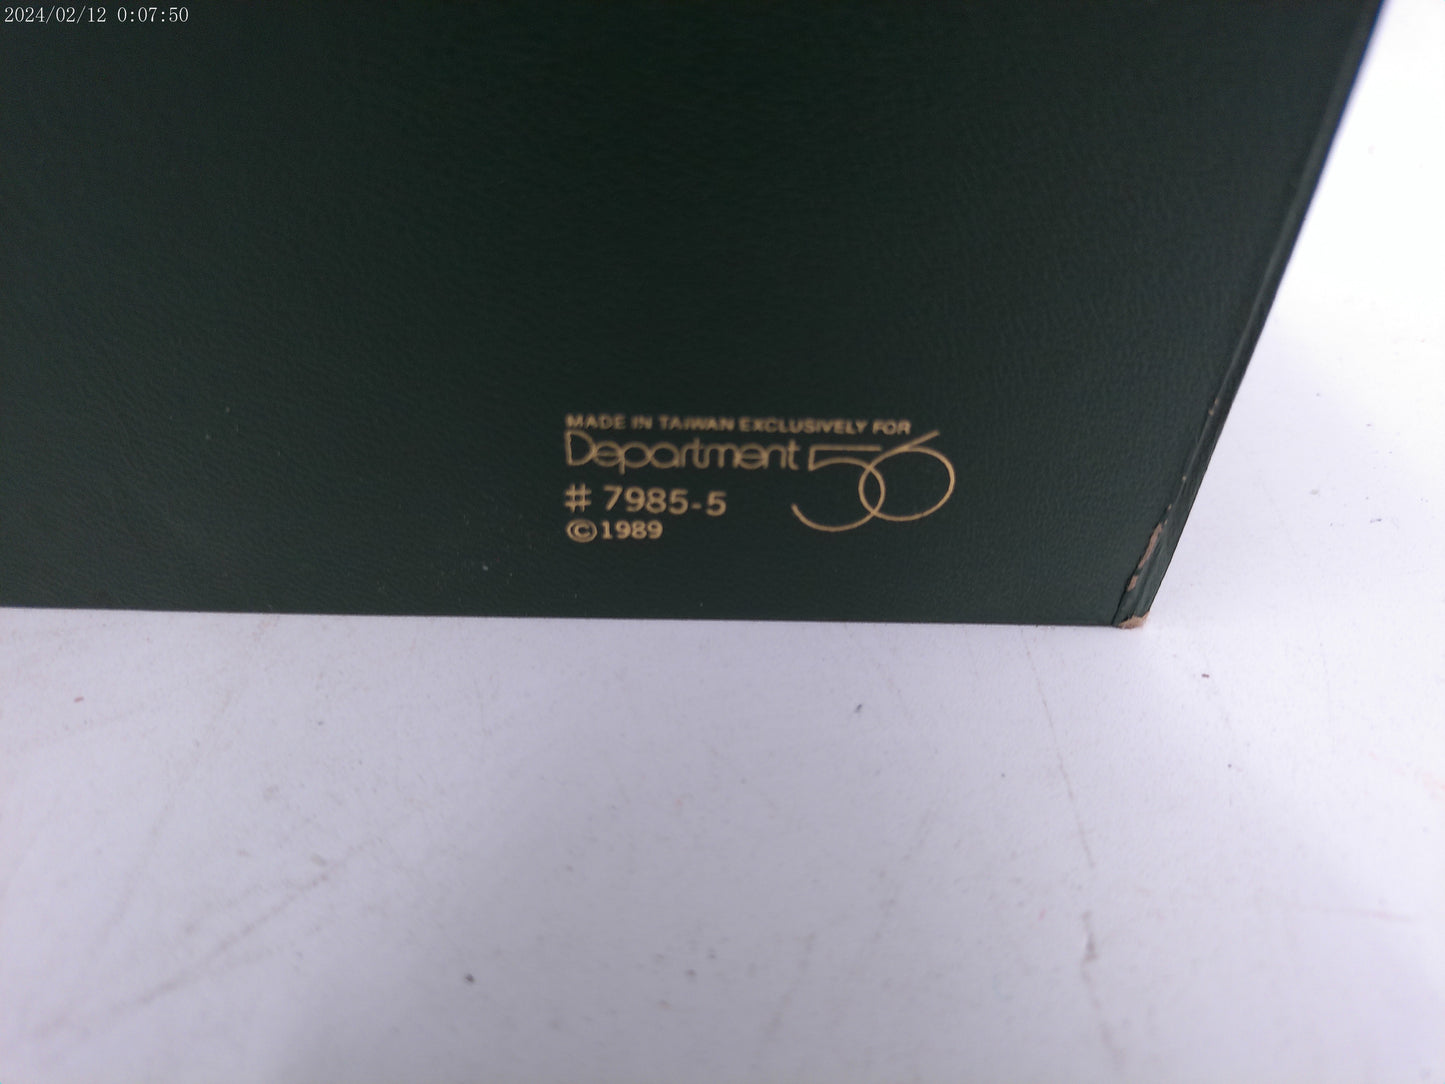 2024/02/12 0:07:50
MADE IN TAIWAN EXCLUSIVELY FOR
Department 56
# 7985-5
©1989